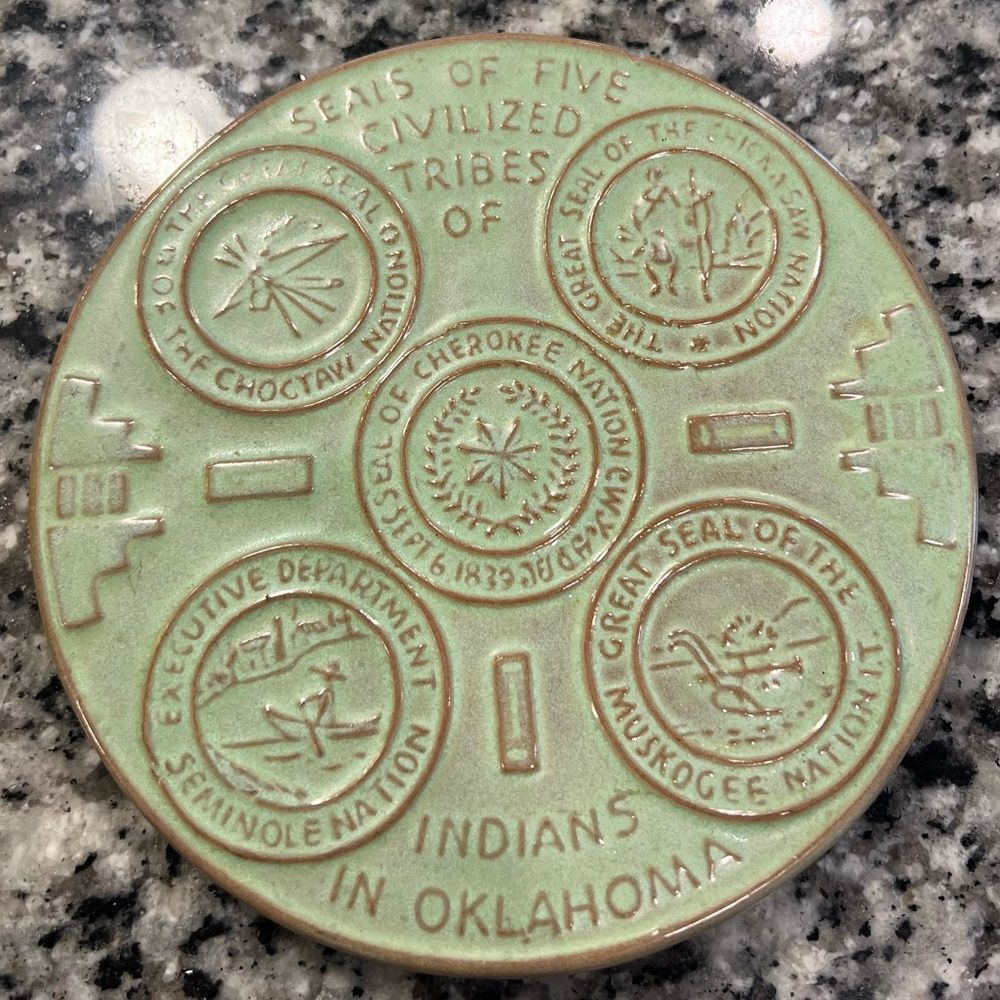 SEALS OF FIVE
CIVILIZED
TRIBES
OF
THE GREAT SEAL OF
THE CHOCTAW NATION
THE GREAT SEAL OF THE CHICKASAW NATION *
SEAL OF CHEROKEE NATION
SEPT 6 1839
EXECUTIVE DEPARTMENT
SEMINOLE NATION
GREAT SEAL OF THE
MUSKOGEE NATION I.T.
INDIANS
IN OKLAHOMA